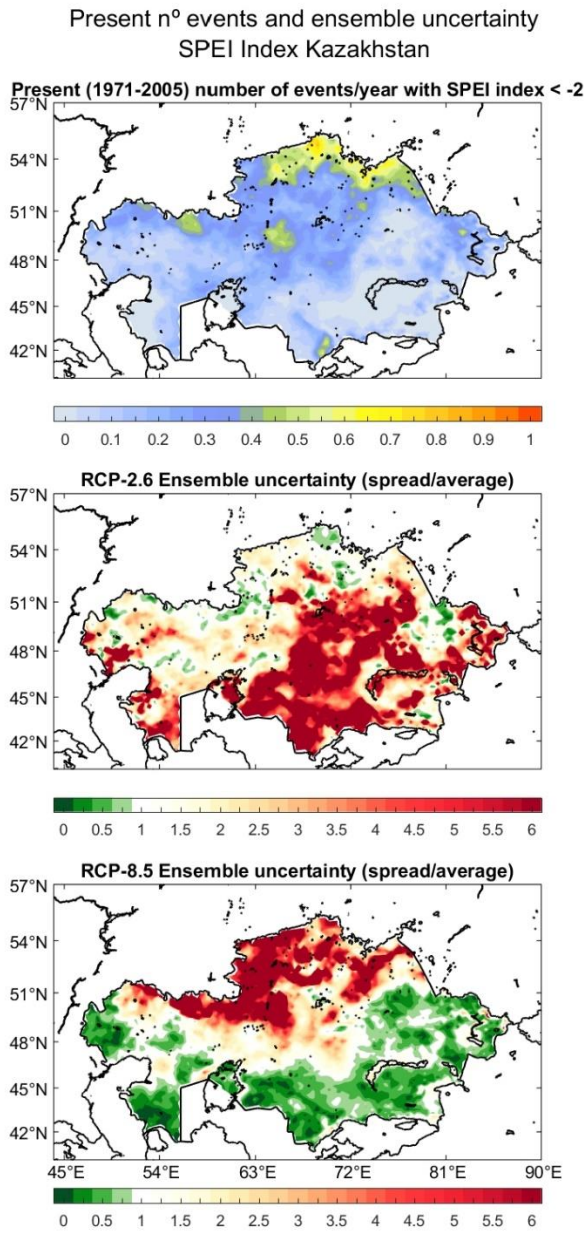 Present nº events and ensemble uncertainty
SPEI Index Kazakhstan
Present (1971-2005) number of events/year with SPEI index < -2
57°N
54°N
51°N
48°N
45°N
42°N
0 0.1 0.2 0.3 0.4 0.5 0.6 0.7 0.8 0.9 1
RCP-2.6 Ensemble uncertainty (spread/average)
57°N
54°N
51°N
48°N
45°N
42°N
0 0.5 1 1.5 2 2.5 3 3.5 4 4.5 5 5.5 6
RCP-8.5 Ensemble uncertainty (spread/average)
57°N
54°N
51°N
48°N
45°N
42°N
45°E 54°E 63°E 72°E 81°E 90°E
0 0.5 1 1.5 2 2.5 3 3.5 4 4.5 5 5.5 6